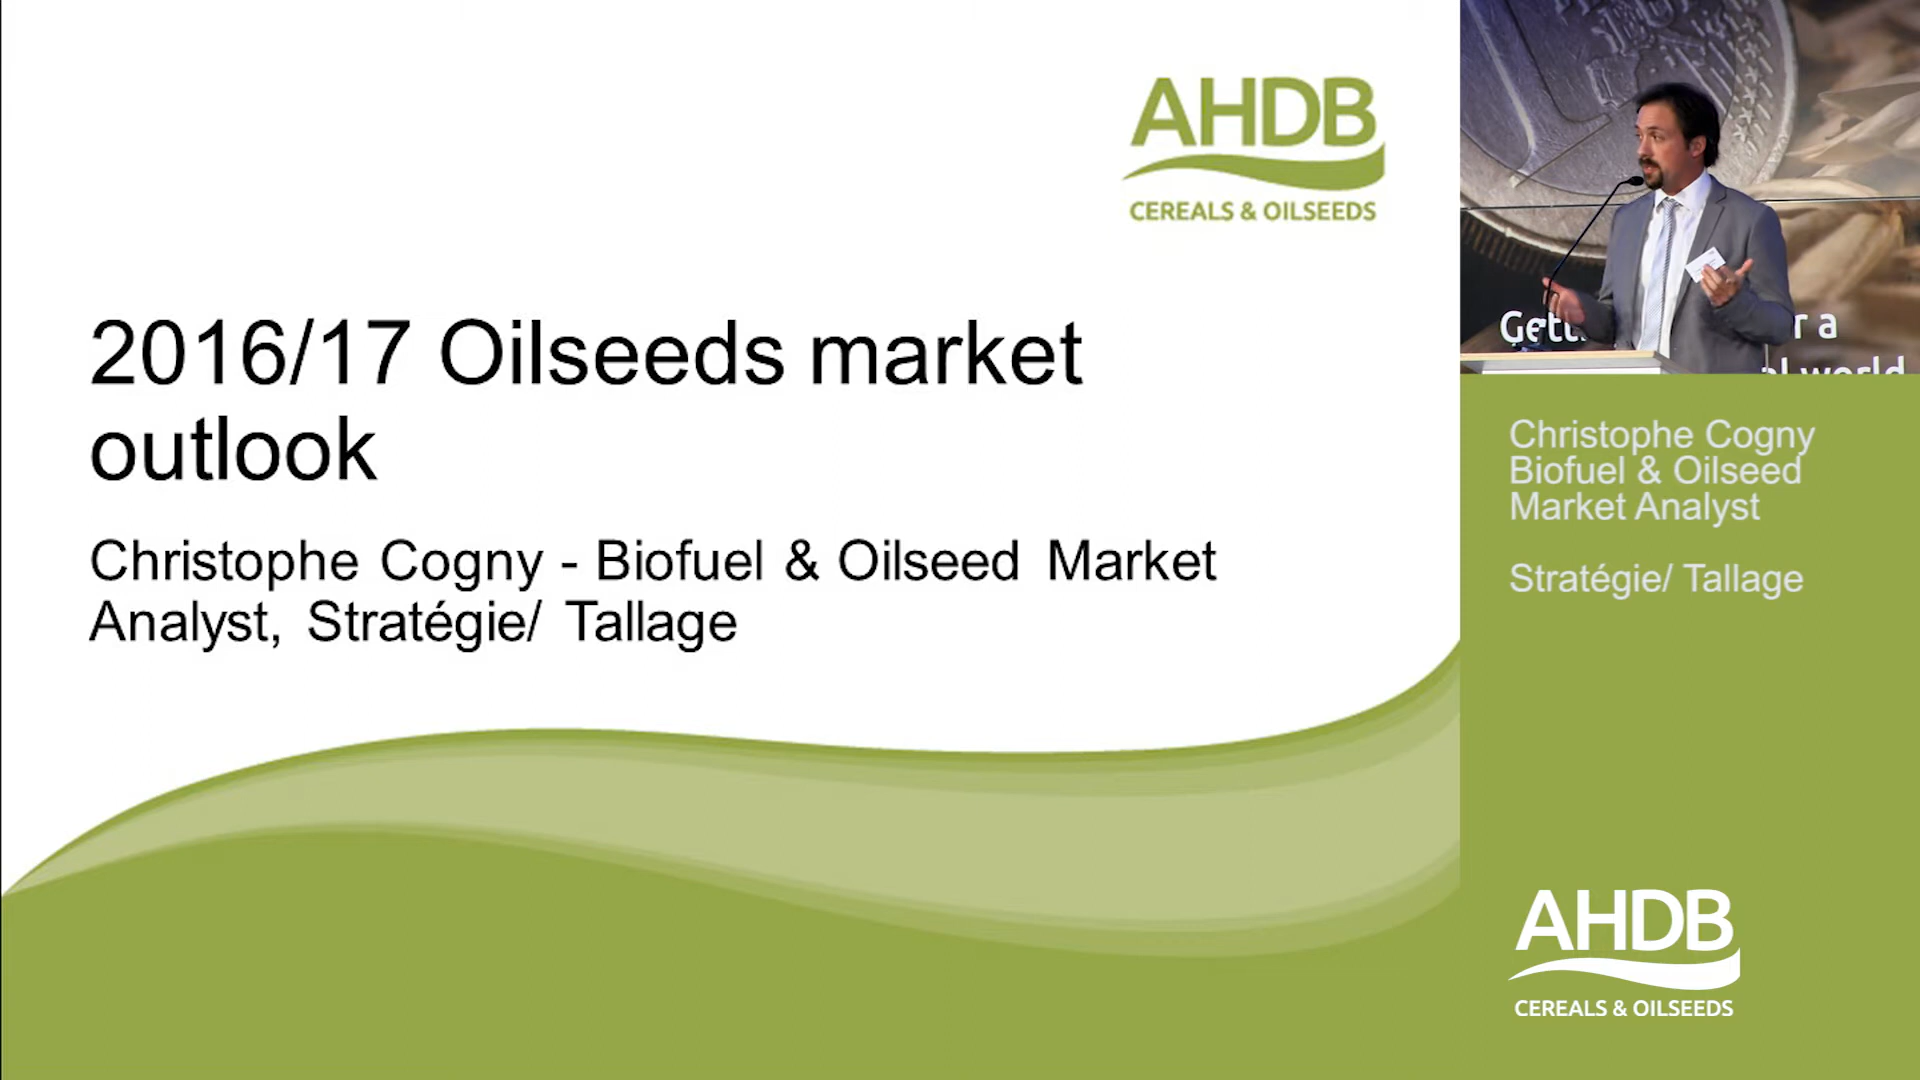 AHDB
CEREALS & OILSEEDS
2016/17 Oilseeds market
outlook
Christophe Cogny - Biofuel & Oilseed Market
Analyst, Stratégie/ Tallage
r a
world
Christophe Cogny
Biofuel & Oilseed
Market Analyst
Stratégie/ Tallage
AHDB
CEREALS & OILSEEDS